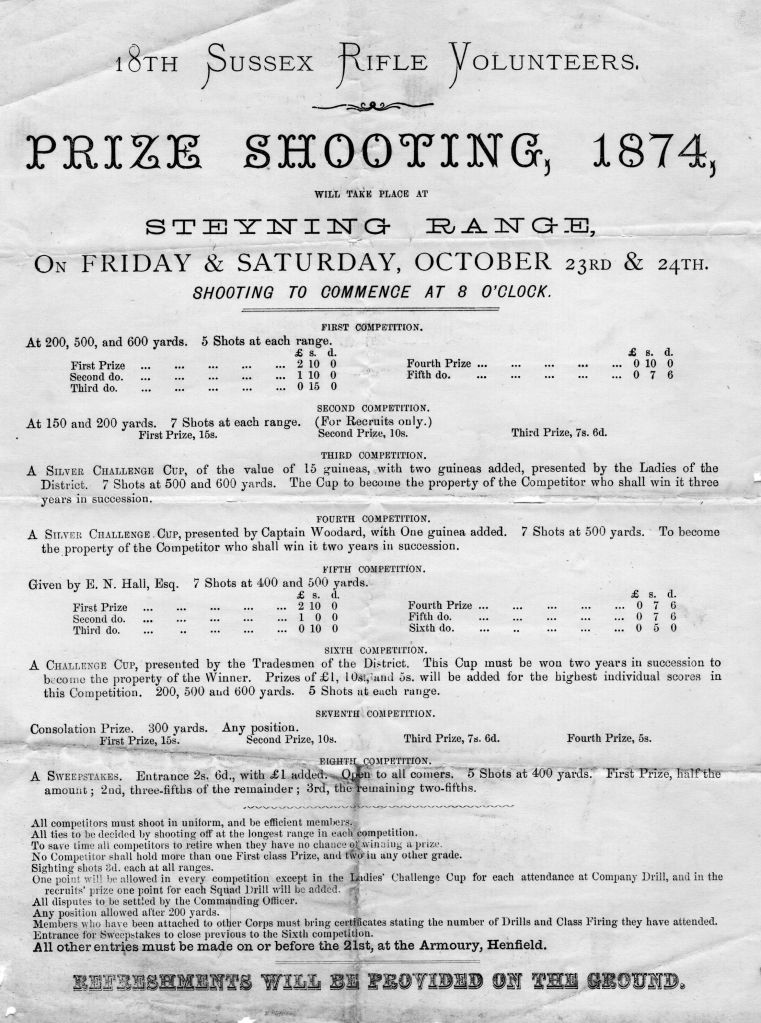 18TH SUSSEX RIFLE VOLUNTEERS.
PRIZE SHOOTING, 1874,
WILL TAKE PLACE AT
STEYNING RANGE,
ON FRIDAY & SATURDAY, OCTOBER 23RD & 24TH.
SHOOTING TO COMMENCE AT 8 O'CLOCK.
FIRST COMPETITION.
At 200, 500, and 600 yards. 5 Shots at each range.
£ s. d.
First Prize ... ... ... ... ... 2 10 0
Second do. ... ... ... ... ... 1 10 0
Third do. ... ... ... ... ... 0 15 0
£ s. d.
Fourth Prize ... ... ... ... ... 0 10 0
Fifth do. ... ... ... ... ... 0 7 6
SECOND COMPETITION.
At 150 and 200 yards. 7 Shots at each range. (For Recruits only.)
First Prize, 15s. Second Prize, 10s. Third Prize, 7s. 6d.
THIRD COMPETITION.
A SILVER CHALLENGE CUP, of the value of 15 guineas, with two guineas added, presented by the Ladies of the
District. 7 Shots at 500 and 600 yards. The Cup to become the property of the Competitor who shall win it three
years in succession.
FOURTH COMPETITION.
A SILVER CHALLENGE CUP, presented by Captain Woodard, with One guinea added. 7 Shots at 500 yards. To become
the property of the Competitor who shall win it two years in succession.
FIFTH COMPETITION.
Given by E. N. Hall, Esq. 7 Shots at 400 and 500 yards.
£ s. d.
First Prize ... ... ... ... ... 2 10 0
Second do. ... ... ... ... ... 1 0 0
Third do. ... .. ... ... ... 0 10 0
£ s. d.
Fourth Prize ... ... ... ... ... 0 7 6
Fifth do. ... ... ... ... ... 0 7 6
Sixth do. ... .. ... ... ... 0 5 0
SIXTH COMPETITION.
A CHALLENGE CUP, presented by the Tradesmen of the District. This Cup must be won two years in succession to
become the property of the Winner. Prizes of £1, 10s., and 5s. will be added for the highest individual scores in
this Competition. 200, 500 and 600 yards. 5 Shots at each range.
SEVENTH COMPETITION.
Consolation Prize. 300 yards. Any position.
First Prize, 15s. Second Prize, 10s. Third Prize, 7s. 6d. Fourth Prize, 5s.
EIGHTH COMPETITION.
A SWEEPSTAKES. Entrance 2s. 6d., with £1 added. Open to all comers. 5 Shots at 400 yards. First Prize, half the
amount; 2nd, three-fifths of the remainder; 3rd, the remaining two-fifths.
All competitors must shoot in uniform, and be efficient members.
All ties to be decided by shooting off at the longest range in each competition.
To save time all competitors to retire when they have no chance of winning a prize.
No Competitor shall hold more than one First class Prize, and two in any other grade.
Sighting shots 3d. each at all ranges.
One point will be allowed in every competition except in the Ladies' Challenge Cup for each attendance at Company Drill, and in the
recruits' prize one point for each Squad Drill will be added.
All disputes to be settled by the Commanding Officer.
Any position allowed after 200 yards.
Members who have been attached to other Corps must bring certificates stating the number of Drills and Class Firing they have attended.
Entrance for Sweepstakes to close previous to the Sixth competition.
All other entries must be made on or before the 21st, at the Armoury, Henfield.
REFRESHMENTS WILL BE PROVIDED ON THE GROUND.